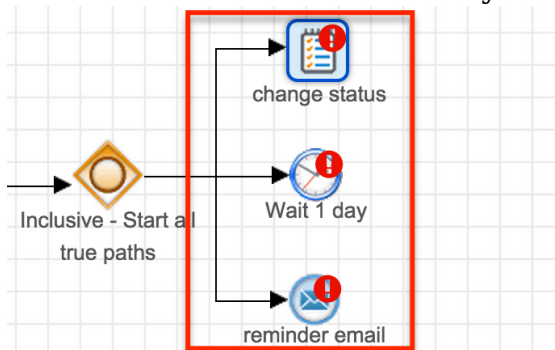 change status
Inclusive - Start all
true paths
Wait 1 day
reminder email